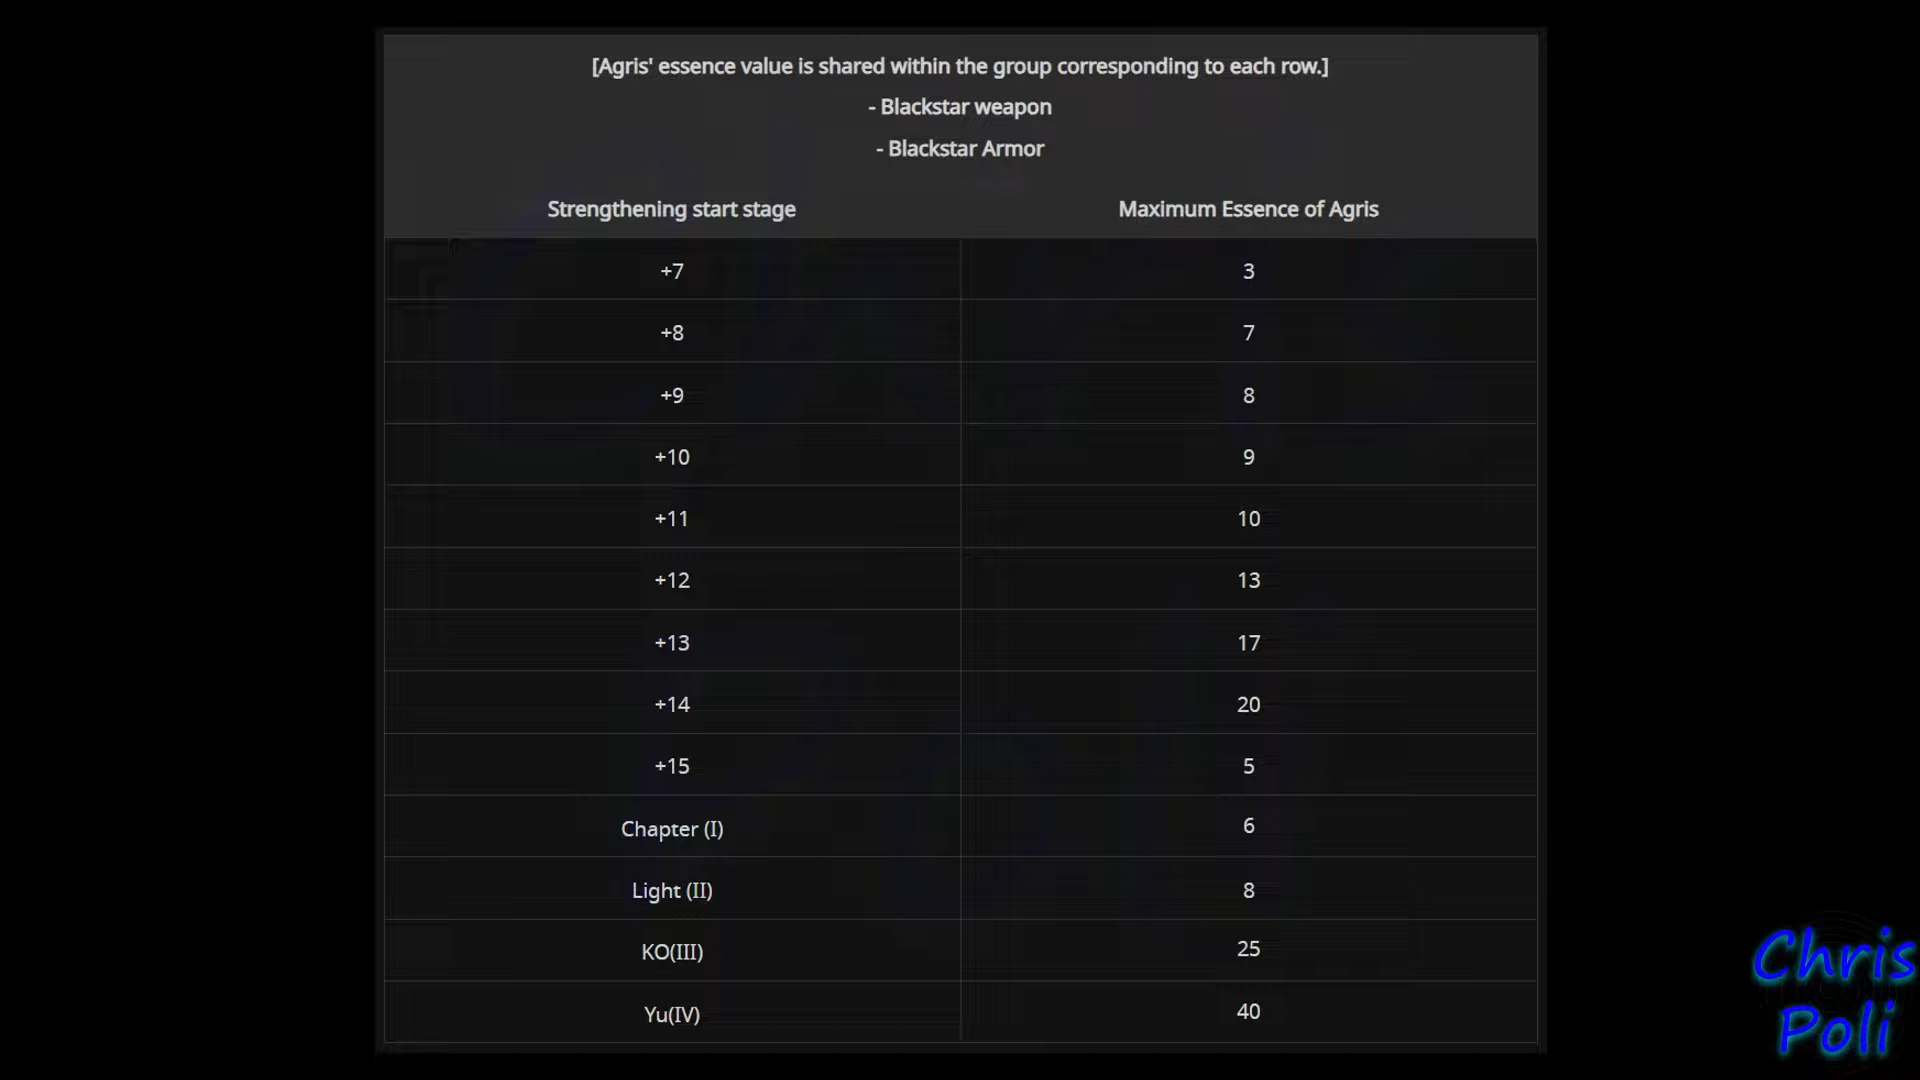 [Agris' essence value is shared within the group corresponding to each row.]
- Blackstar weapon
- Blackstar Armor
Strengthening start stage Maximum Essence of Agris
+7 3
+8 7
+9 8
+10 9
+11 10
+12 13
+13 17
+14 20
+15 5
Chapter (I) 6
Light (II) 8
KO(III) 25
Yu(IV) 40
Chris
Poli